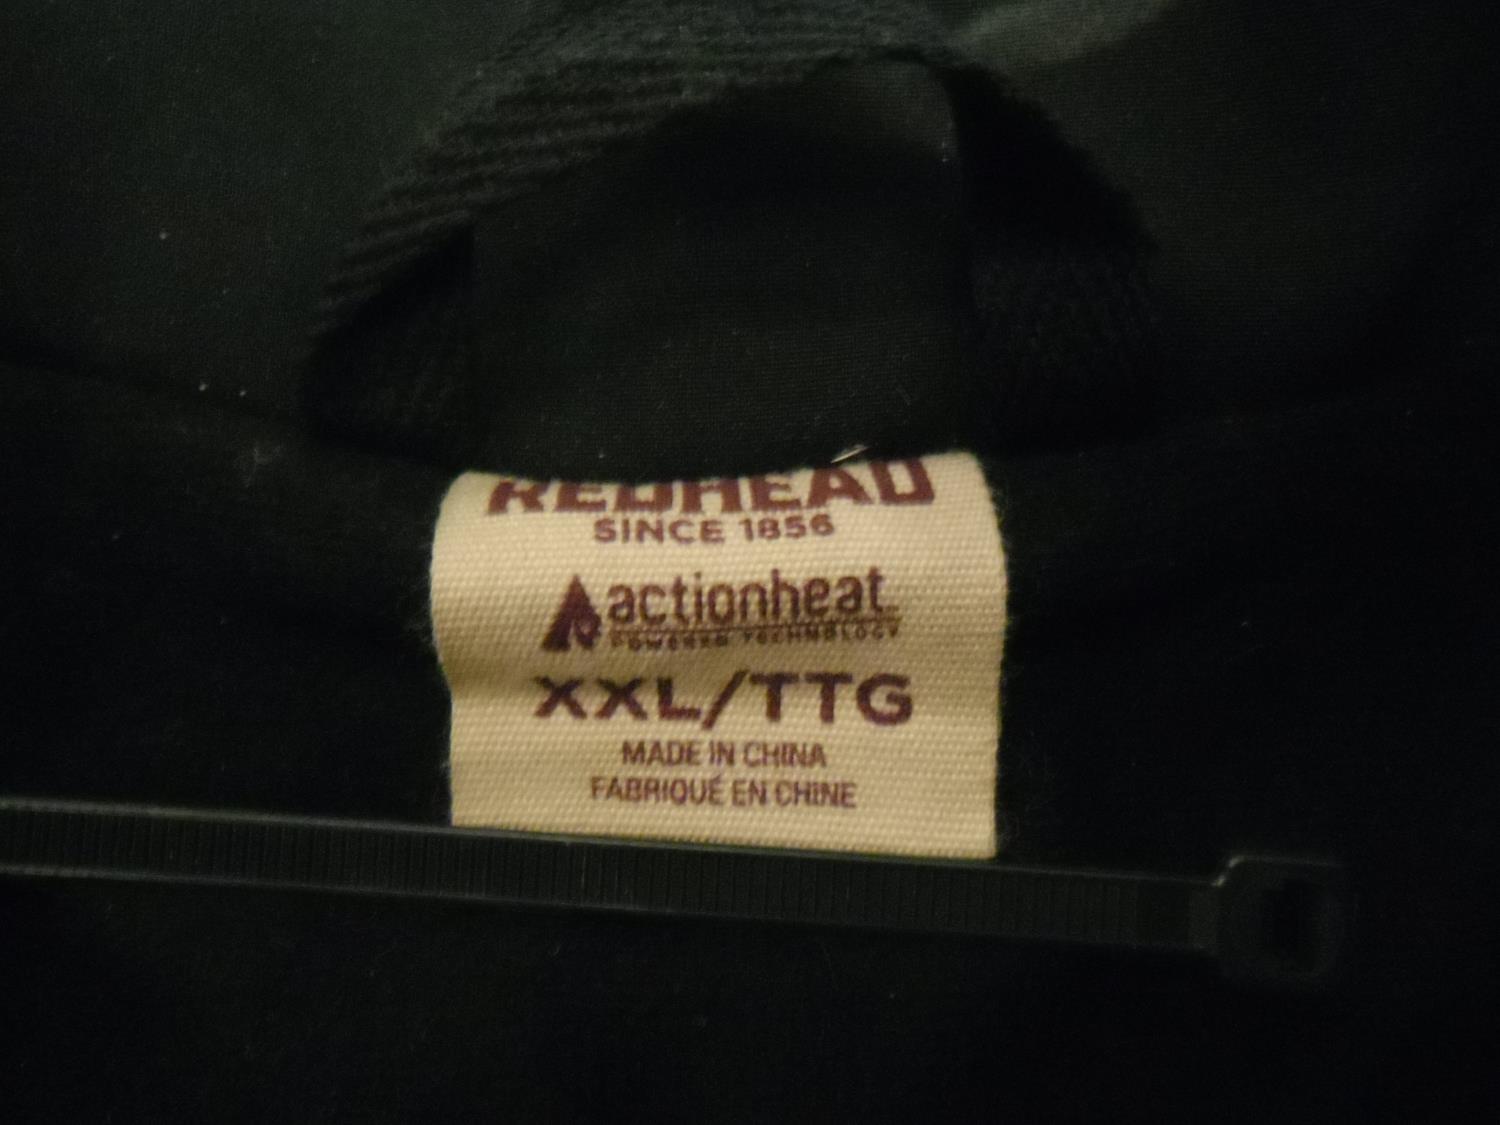 REDHEAD
SINCE 1856
actionheat
POWERED TECHNOLOGY
XXL/TTG
MADE IN CHINA
FABRIQUÉ EN CHINE